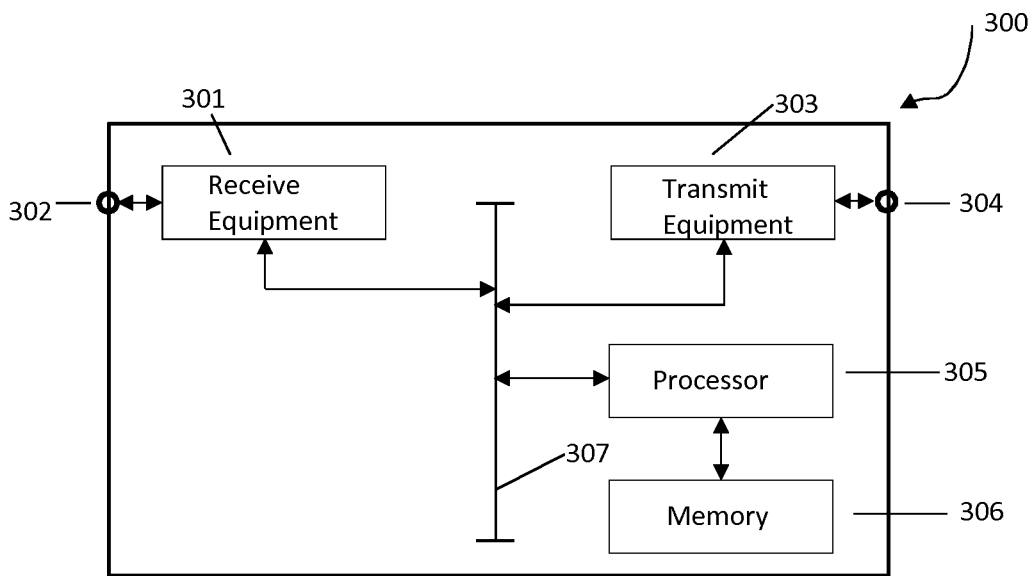 300
301
303
Receive
Equipment
Transmit
Equipment
302
304
Processor
305
307
Memory
306